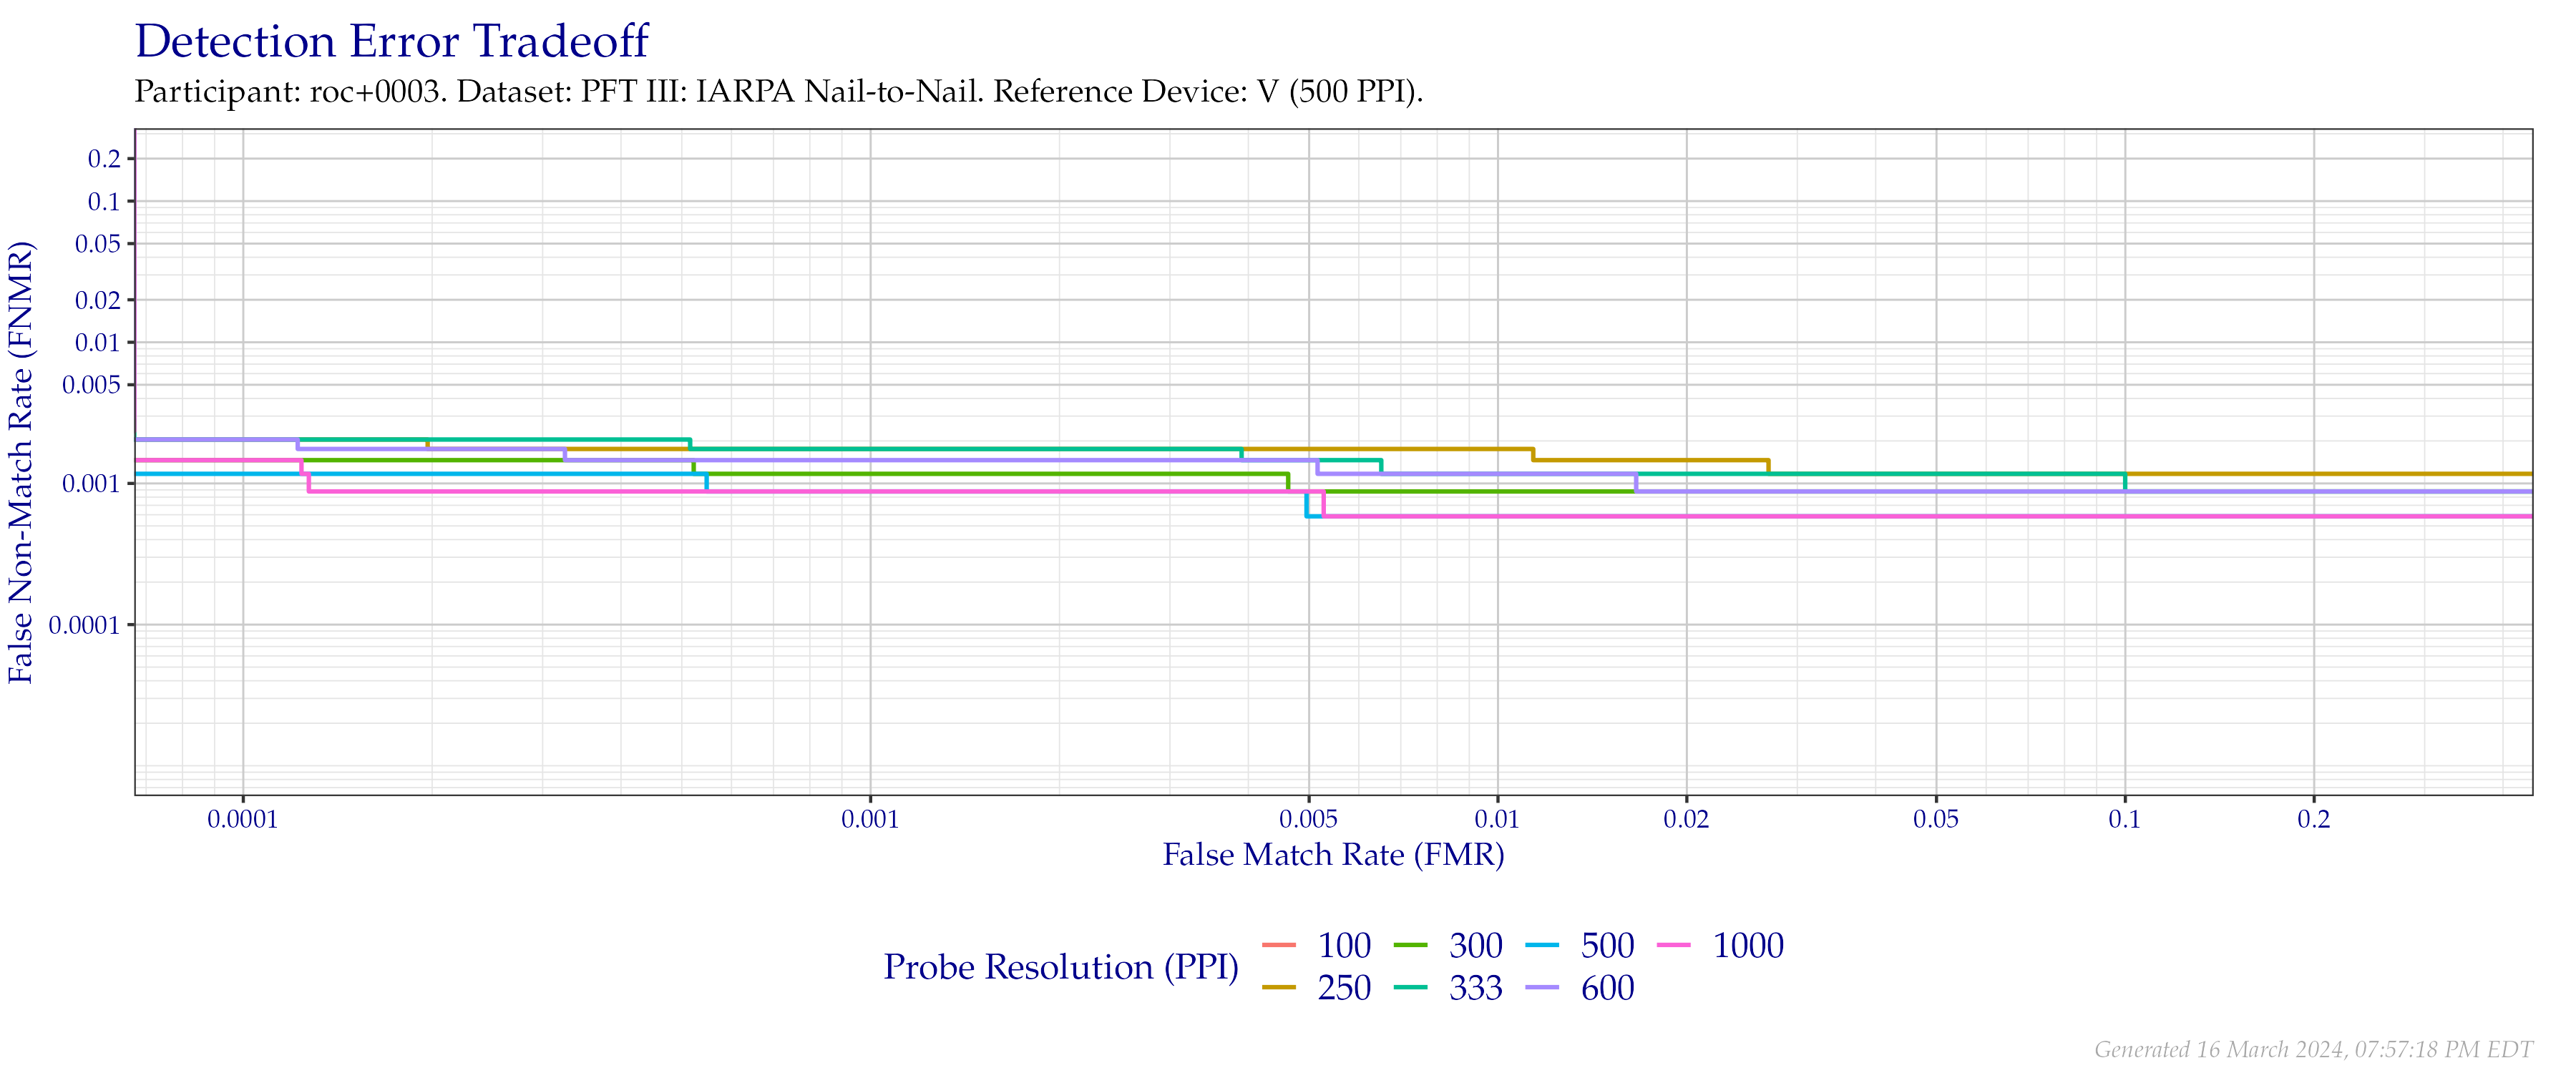 Detection Error Tradeoff
Participant: roc+0003. Dataset: PFT III: IARPA Nail-to-Nail. Reference Device: V (500 PPI).
False Non-Match Rate (FNMR)
0.2
0.1
0.05
0.02
0.01
0.005
0.001
0.0001
0.0001 0.001 0.005 0.01 0.02 0.05 0.1 0.2
False Match Rate (FMR)
Probe Resolution (PPI)
100 300 500 1000
250 333 600
Generated 16 March 2024, 07:57:18 PM EDT